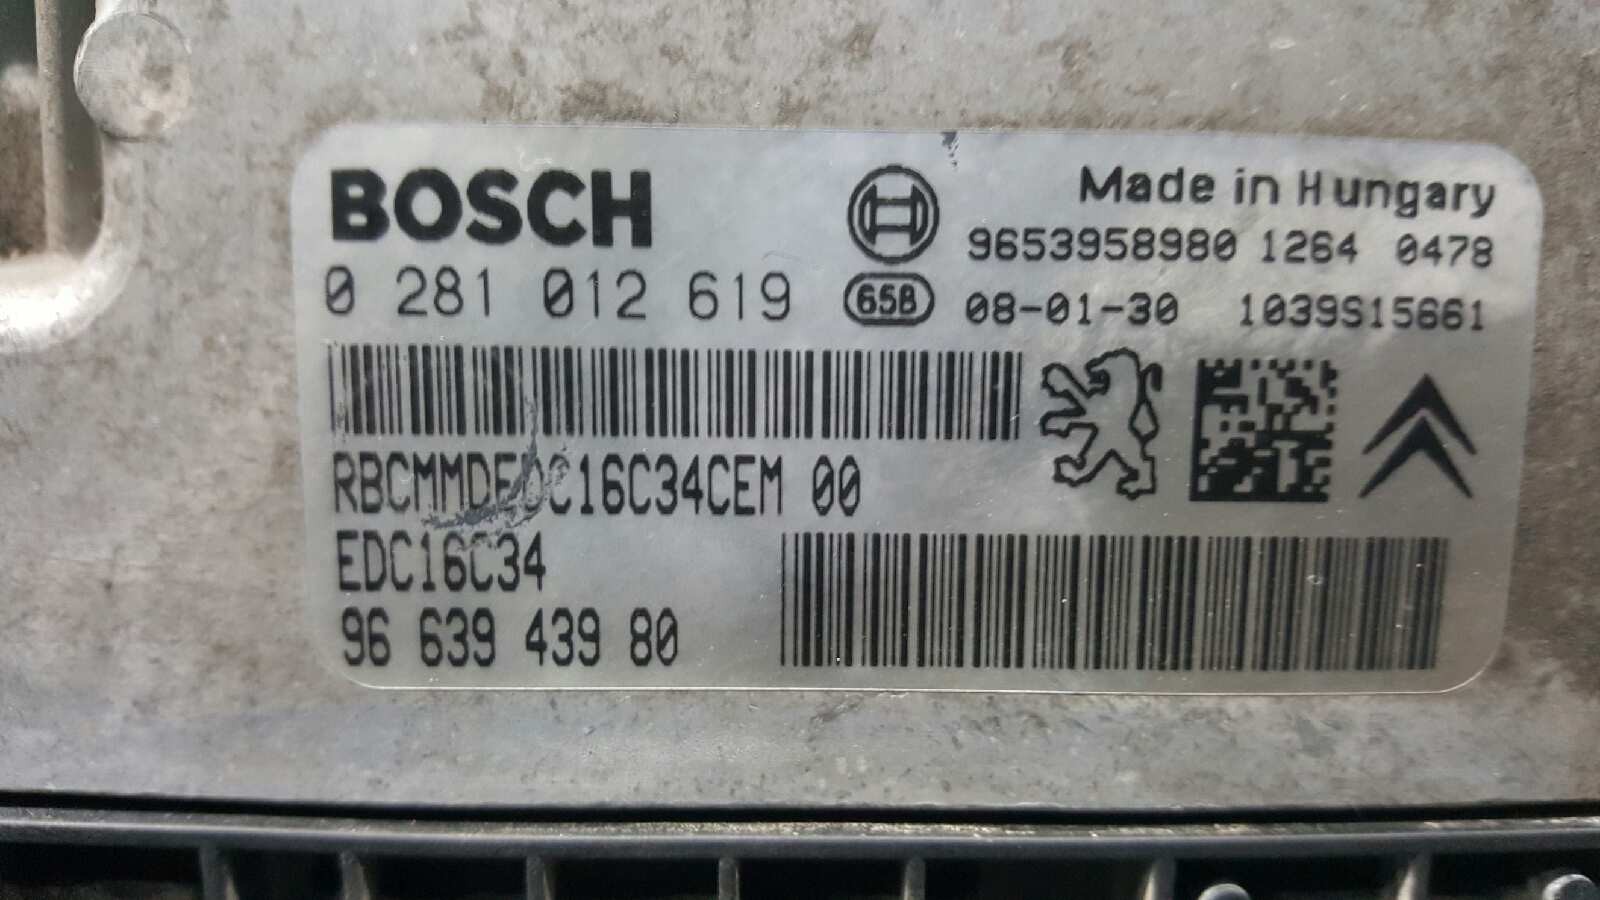 BOSCH
Made in Hungary
9653958980 1264 0478
0 281 012 619
65B
08-01-30 1039S15661
RBCMMDEDC16C34CEM 00
EDC16C34
96 639 439 80